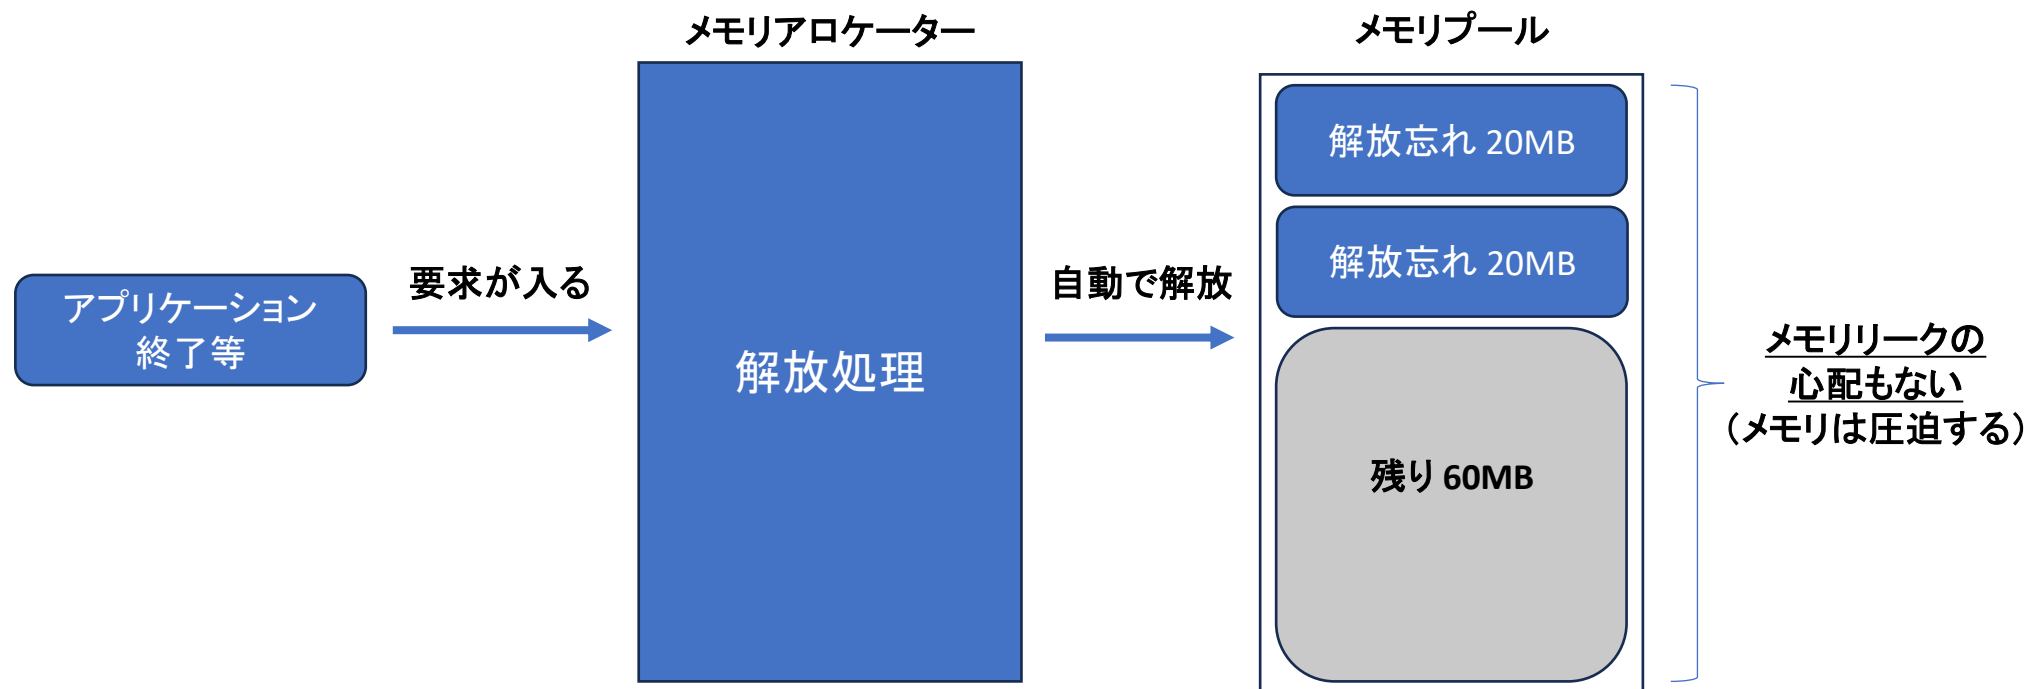 メモリアロケーター
メモリプール
アプリケーション
終了等
要求が入る
解放処理
自動で解放
解放忘れ 20MB
解放忘れ 20MB
残り 60MB
メモリリークの
心配もない
（メモリは圧迫する）